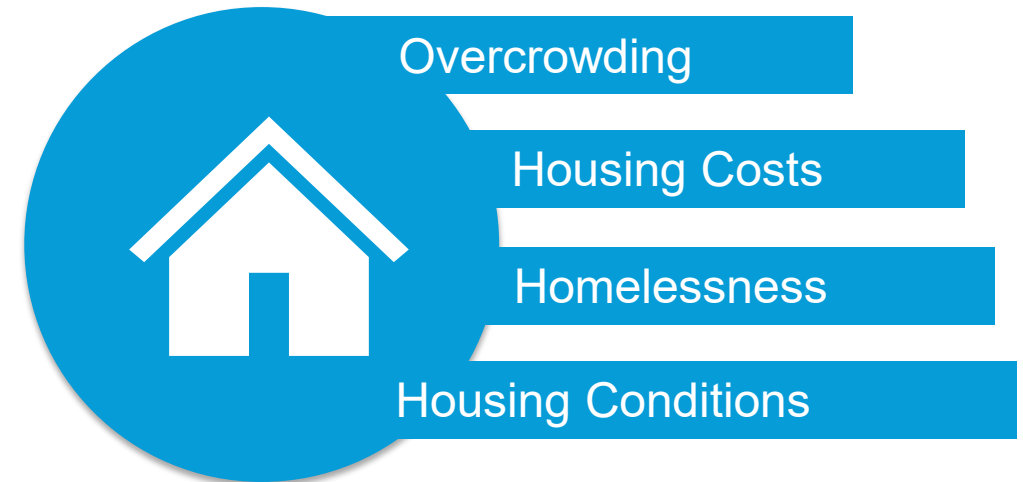 Overcrowding
Housing Costs
Homelessness
Housing Conditions